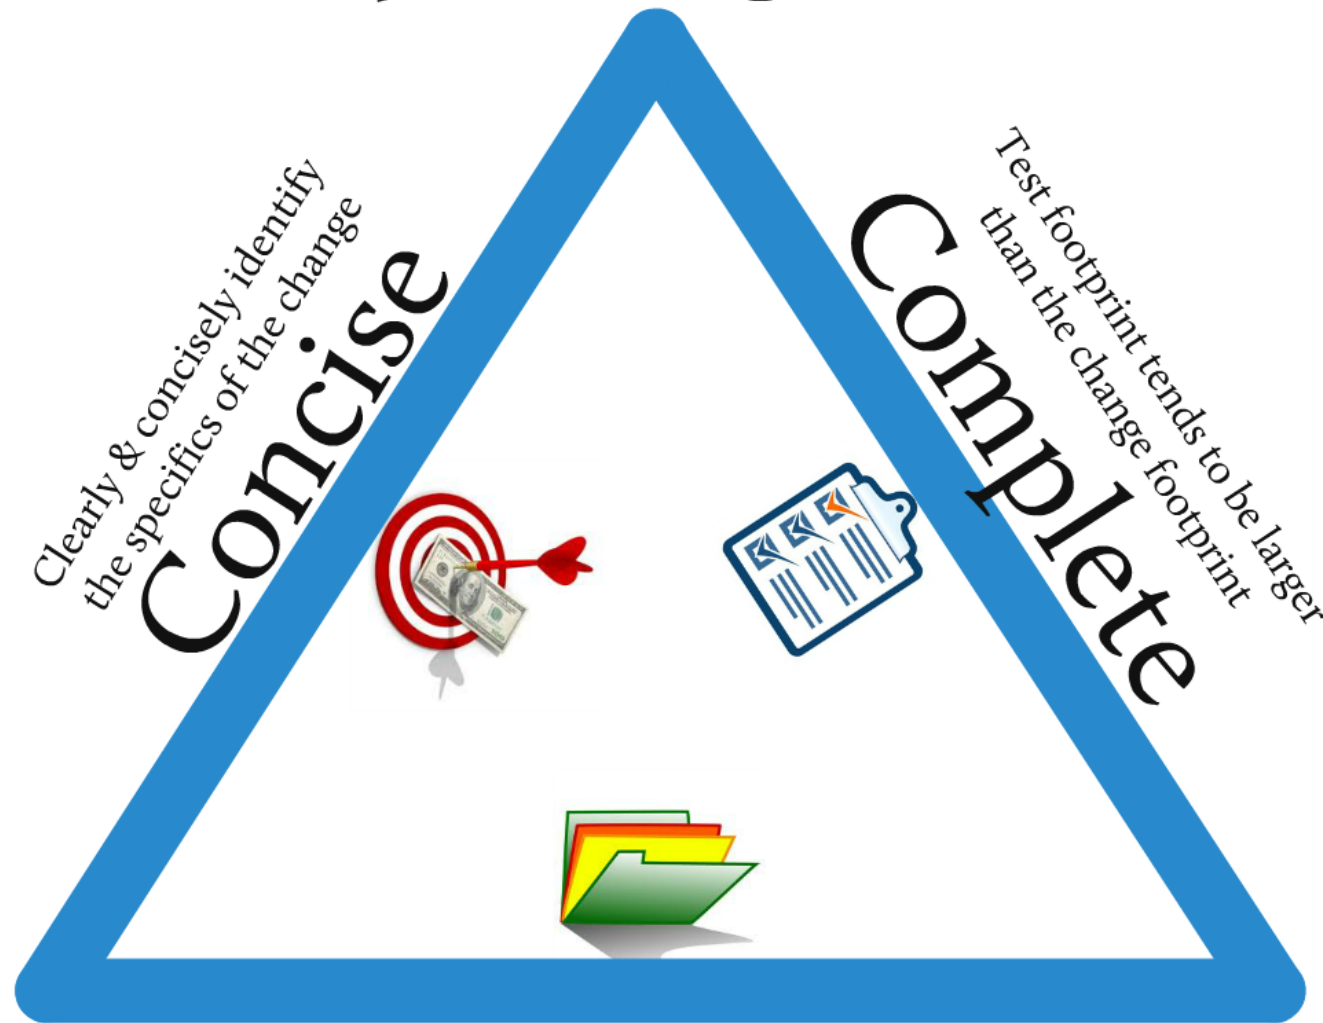 Clearly & concisely identify
the specifics of the change
Concise
Test footprint tends to be larger
than the change footprint
Complete